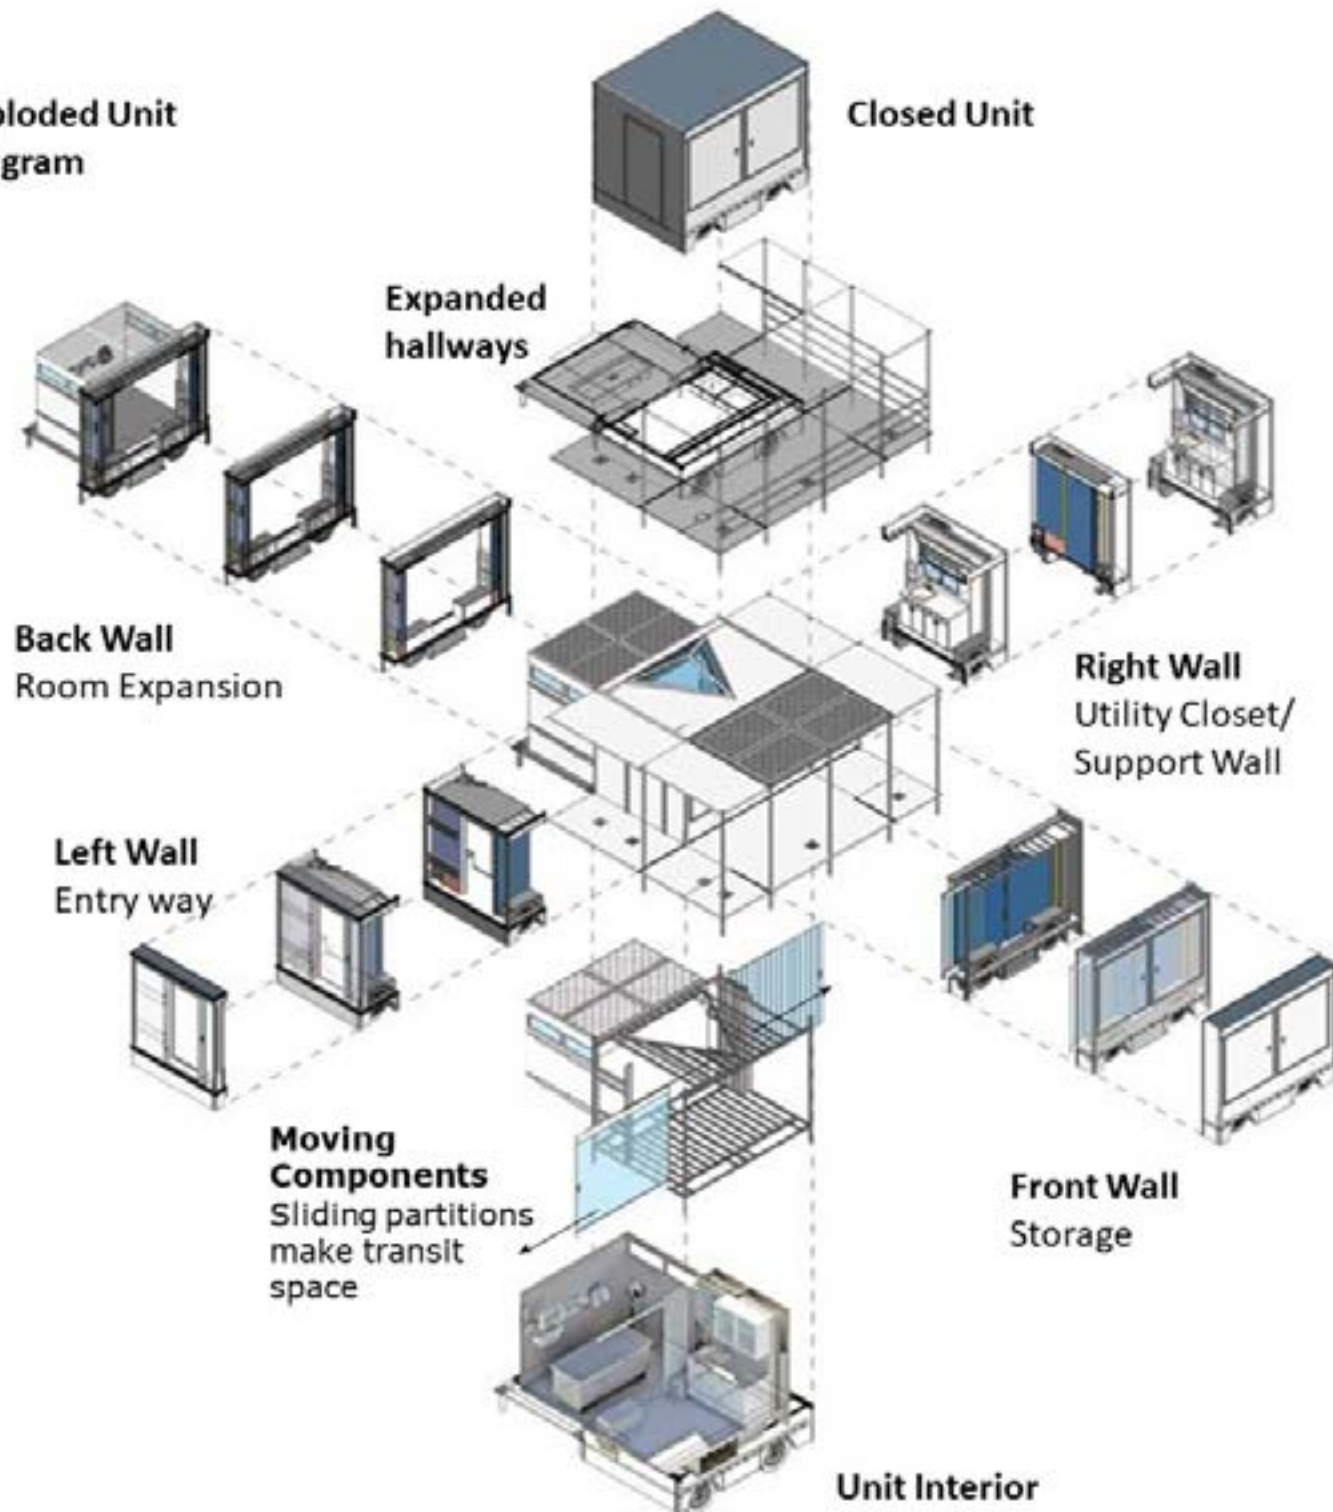 ploded Unit
gram
Closed Unit
Expanded
hallways
Back Wall
Room Expansion
Right Wall
Utility Closet/
Support Wall
Left Wall
Entry way
Moving
Components
Sliding partitions
make transit
space
Front Wall
Storage
Unit Interior